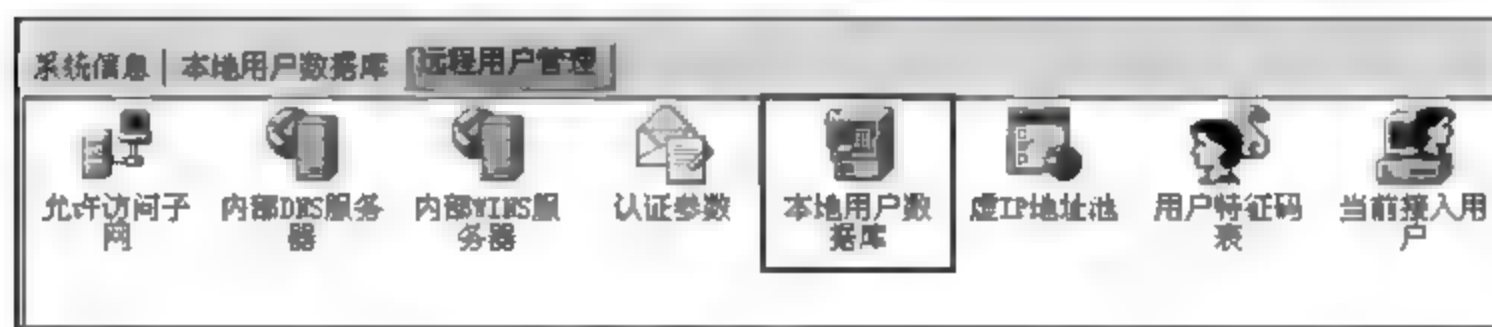 系统信息 本地用户数据库 远程用户管理
允许访问子网
内部DNS服务器
内部WINS服务器
认证参数
本地用户数据库
虚IP地址池
用户特征码表
当前接入用户